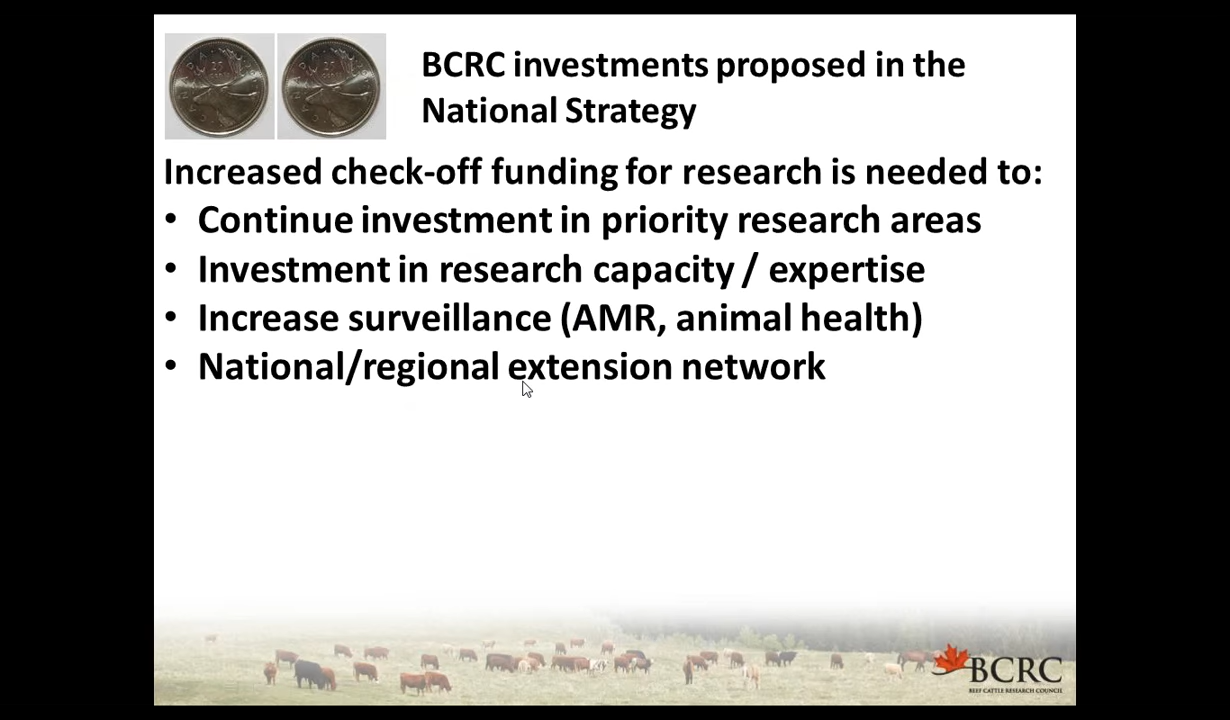 BCRC investments proposed in the
National Strategy
Increased check-off funding for research is needed to:
• Continue investment in priority research areas
• Investment in research capacity / expertise
• Increase surveillance (AMR, animal health)
• National/regional extension network
BCRC
BEEF CATTLE RESEARCH COUNCIL